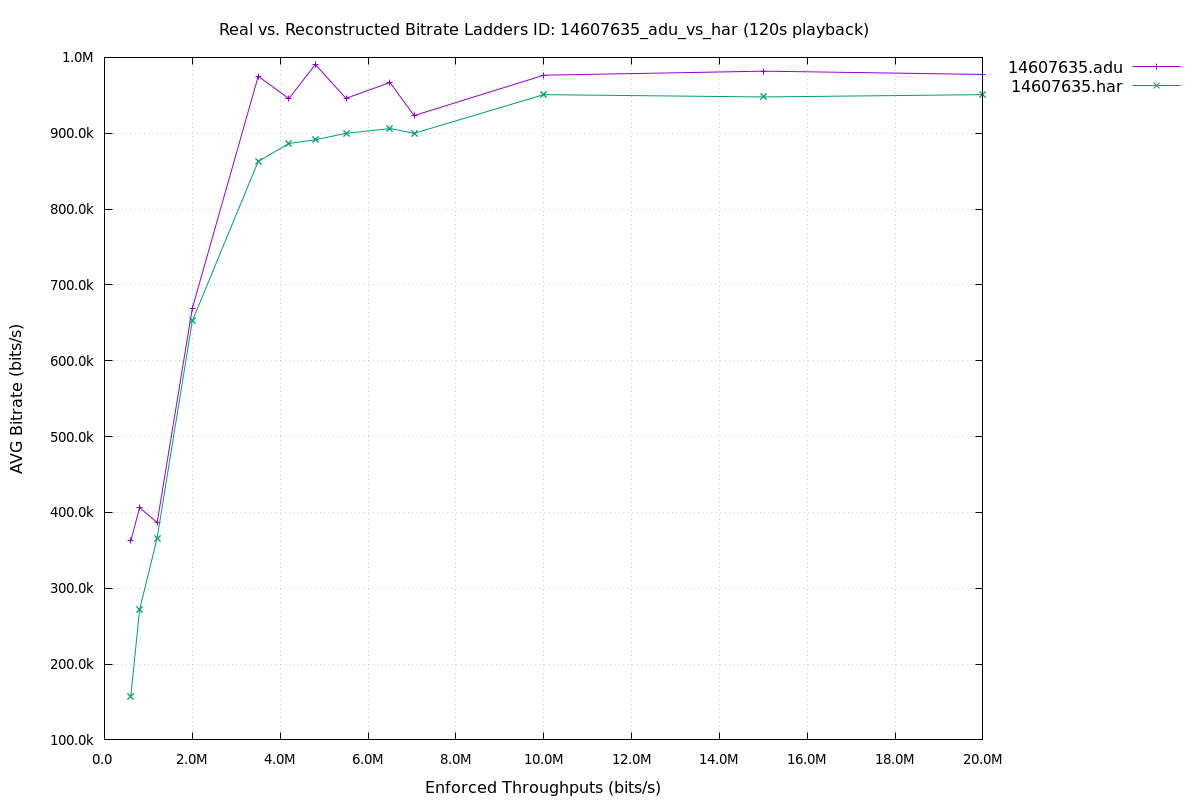 Real vs. Reconstructed Bitrate Ladders ID: 14607635_adu_vs_har (120s playback)
14607635.adu
14607635.har
AVG Bitrate (bits/s)
1.0M
900.0k
800.0k
700.0k
600.0k
500.0k
400.0k
300.0k
200.0k
100.0k
0.0 2.0M 4.0M 6.0M 8.0M 10.0M 12.0M 14.0M 16.0M 18.0M 20.0M
Enforced Throughputs (bits/s)